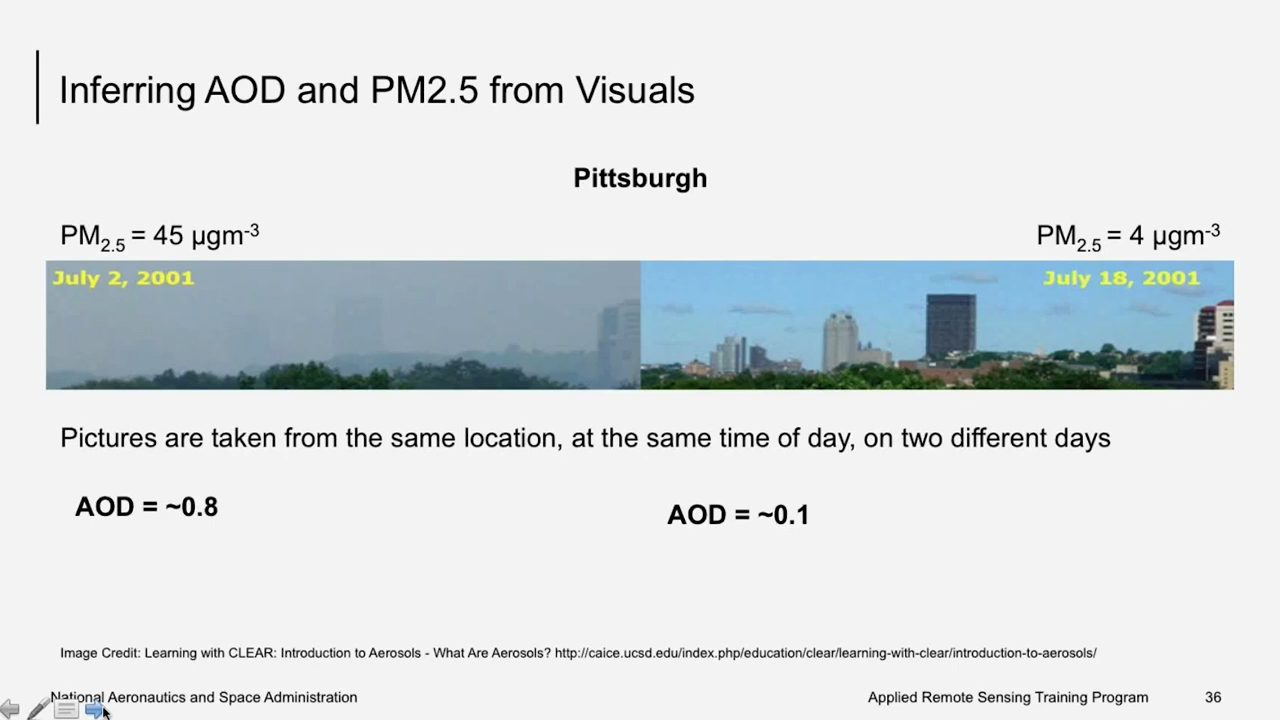 Inferring AOD and PM2.5 from Visuals
Pittsburgh
PM2.5 = 45 µgm-3
PM2.5 = 4 µgm-3
July 2, 2001
July 18, 2001
Pictures are taken from the same location, at the same time of day, on two different days
AOD = ~0.8
AOD = ~0.1
Image Credit: Learning with CLEAR: Introduction to Aerosols - What Are Aerosols? http://caice.ucsd.edu/index.php/education/clear/learning-with-clear/introduction-to-aerosols/
National Aeronautics and Space Administration
Applied Remote Sensing Training Program
36